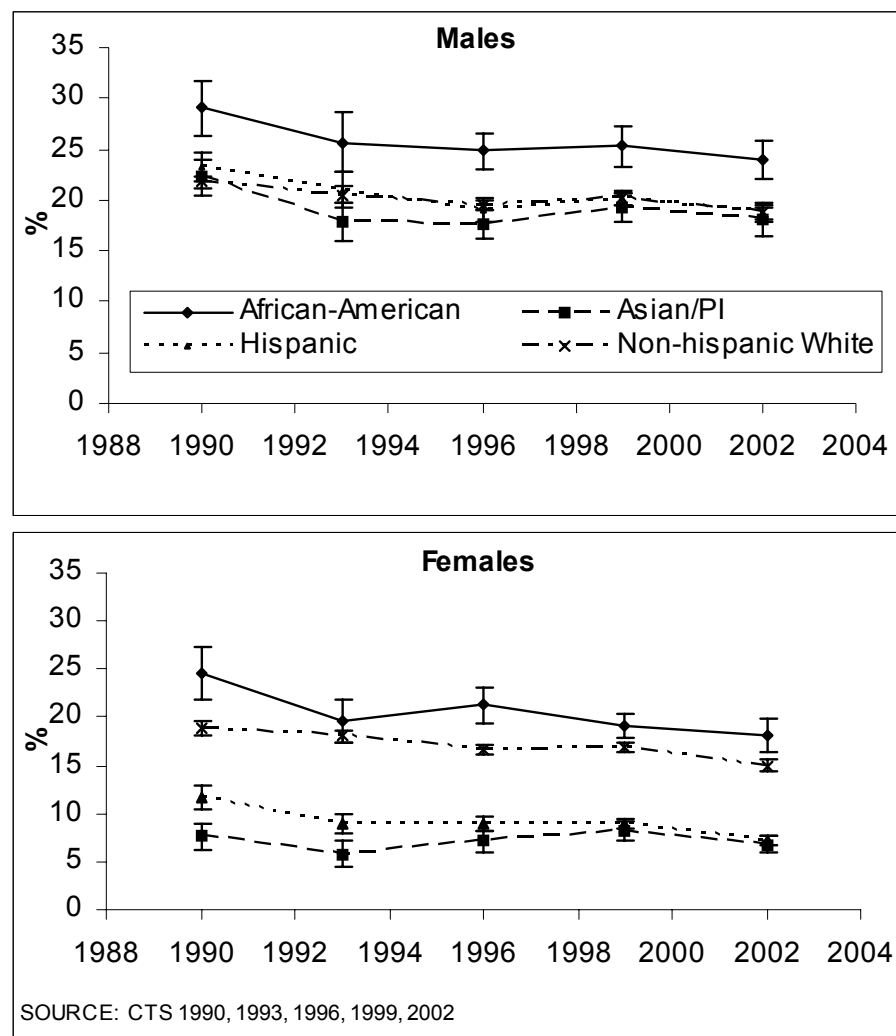 Males
35
30
25
20
%
15
10
5
0
African-American
Asian/PI
Hispanic
Non-hispanic White
1988 1990 1992 1994 1996 1998 2000 2002 2004
Females
35
30
25
20
%
15
10
5
0
1988 1990 1992 1994 1996 1998 2000 2002 2004
SOURCE: CTS 1990, 1993, 1996, 1999, 2002